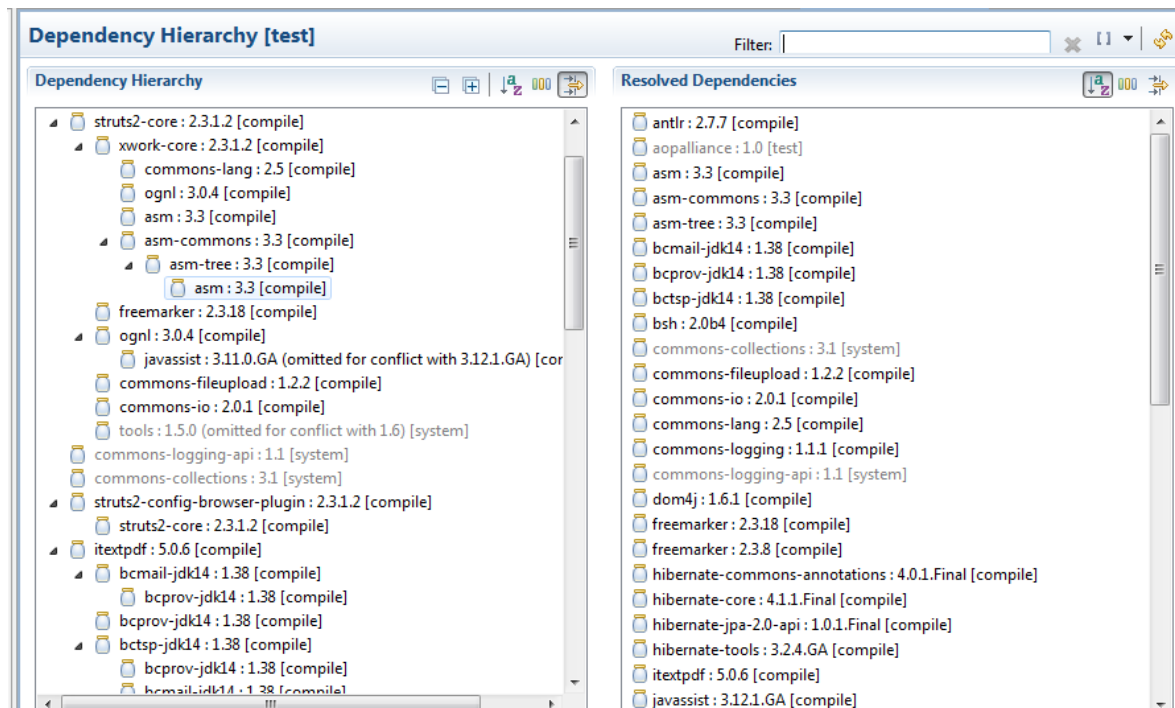 Dependency Hierarchy [test]
Filter:
Dependency Hierarchy
struts2-core : 2.3.1.2 [compile]
xwork-core : 2.3.1.2 [compile]
commons-lang : 2.5 [compile]
ognl : 3.0.4 [compile]
asm : 3.3 [compile]
asm-commons : 3.3 [compile]
asm-tree : 3.3 [compile]
asm : 3.3 [compile]
freemarker : 2.3.18 [compile]
ognl : 3.0.4 [compile]
javassist : 3.11.0.GA (omitted for conflict with 3.12.1.GA) [cor
commons-fileupload : 1.2.2 [compile]
commons-io : 2.0.1 [compile]
tools : 1.5.0 (omitted for conflict with 1.6) [system]
commons-logging-api : 1.1 [system]
commons-collections : 3.1 [system]
struts2-config-browser-plugin : 2.3.1.2 [compile]
struts2-core : 2.3.1.2 [compile]
itextpdf : 5.0.6 [compile]
bcmail-jdk14 : 1.38 [compile]
bcprov-jdk14 : 1.38 [compile]
bcprov-jdk14 : 1.38 [compile]
bctsp-jdk14 : 1.38 [compile]
bcprov-jdk14 : 1.38 [compile]
bcmail-jdk14 : 1.38 [compile]
Resolved Dependencies
antlr : 2.7.7 [compile]
aopalliance : 1.0 [test]
asm : 3.3 [compile]
asm-commons : 3.3 [compile]
asm-tree : 3.3 [compile]
bcmail-jdk14 : 1.38 [compile]
bcprov-jdk14 : 1.38 [compile]
bctsp-jdk14 : 1.38 [compile]
bsh : 2.0b4 [compile]
commons-collections : 3.1 [system]
commons-fileupload : 1.2.2 [compile]
commons-io : 2.0.1 [compile]
commons-lang : 2.5 [compile]
commons-logging : 1.1.1 [compile]
commons-logging-api : 1.1 [system]
dom4j : 1.6.1 [compile]
freemarker : 2.3.18 [compile]
freemarker : 2.3.8 [compile]
hibernate-commons-annotations : 4.0.1.Final [compile]
hibernate-core : 4.1.1.Final [compile]
hibernate-jpa-2.0-api : 1.0.1.Final [compile]
hibernate-tools : 3.2.4.GA [compile]
itextpdf : 5.0.6 [compile]
javassist : 3.12.1.GA [compile]